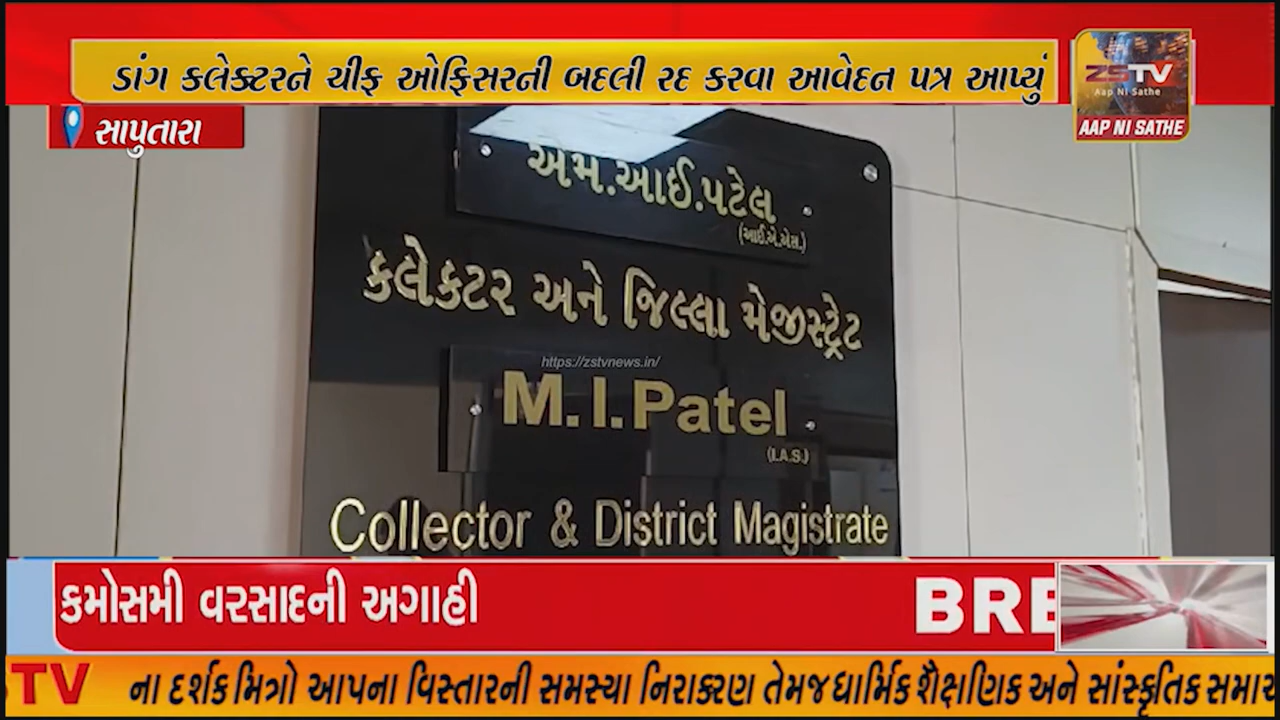 ડાંગ કલેક્ટરને ચીફ ઓફિસરની બદલી રદ કરવા આવેદન પત્ર આપ્યું
ZSTV
Aap Ni Sathe
AAP NI SATHE
સાપુતારા
એમ.આઈ.પટેલ
(આઈ.એ.એસ.)
કલેકટર અને જિલ્લા મેજીસ્ટ્રેટ
https://zstvnews.in/
M.I.Patel
(I.A.S.)
Collector & District Magistrate
કમોસમી વરસાદની અગાહી
BRE
TV ના દર્શક મિત્રો આપના વિસ્તારની સમસ્યા નિરાકરણ તેમજ ધાર્મિક શૈક્ષણિક અને સાંસ્કૃતિક